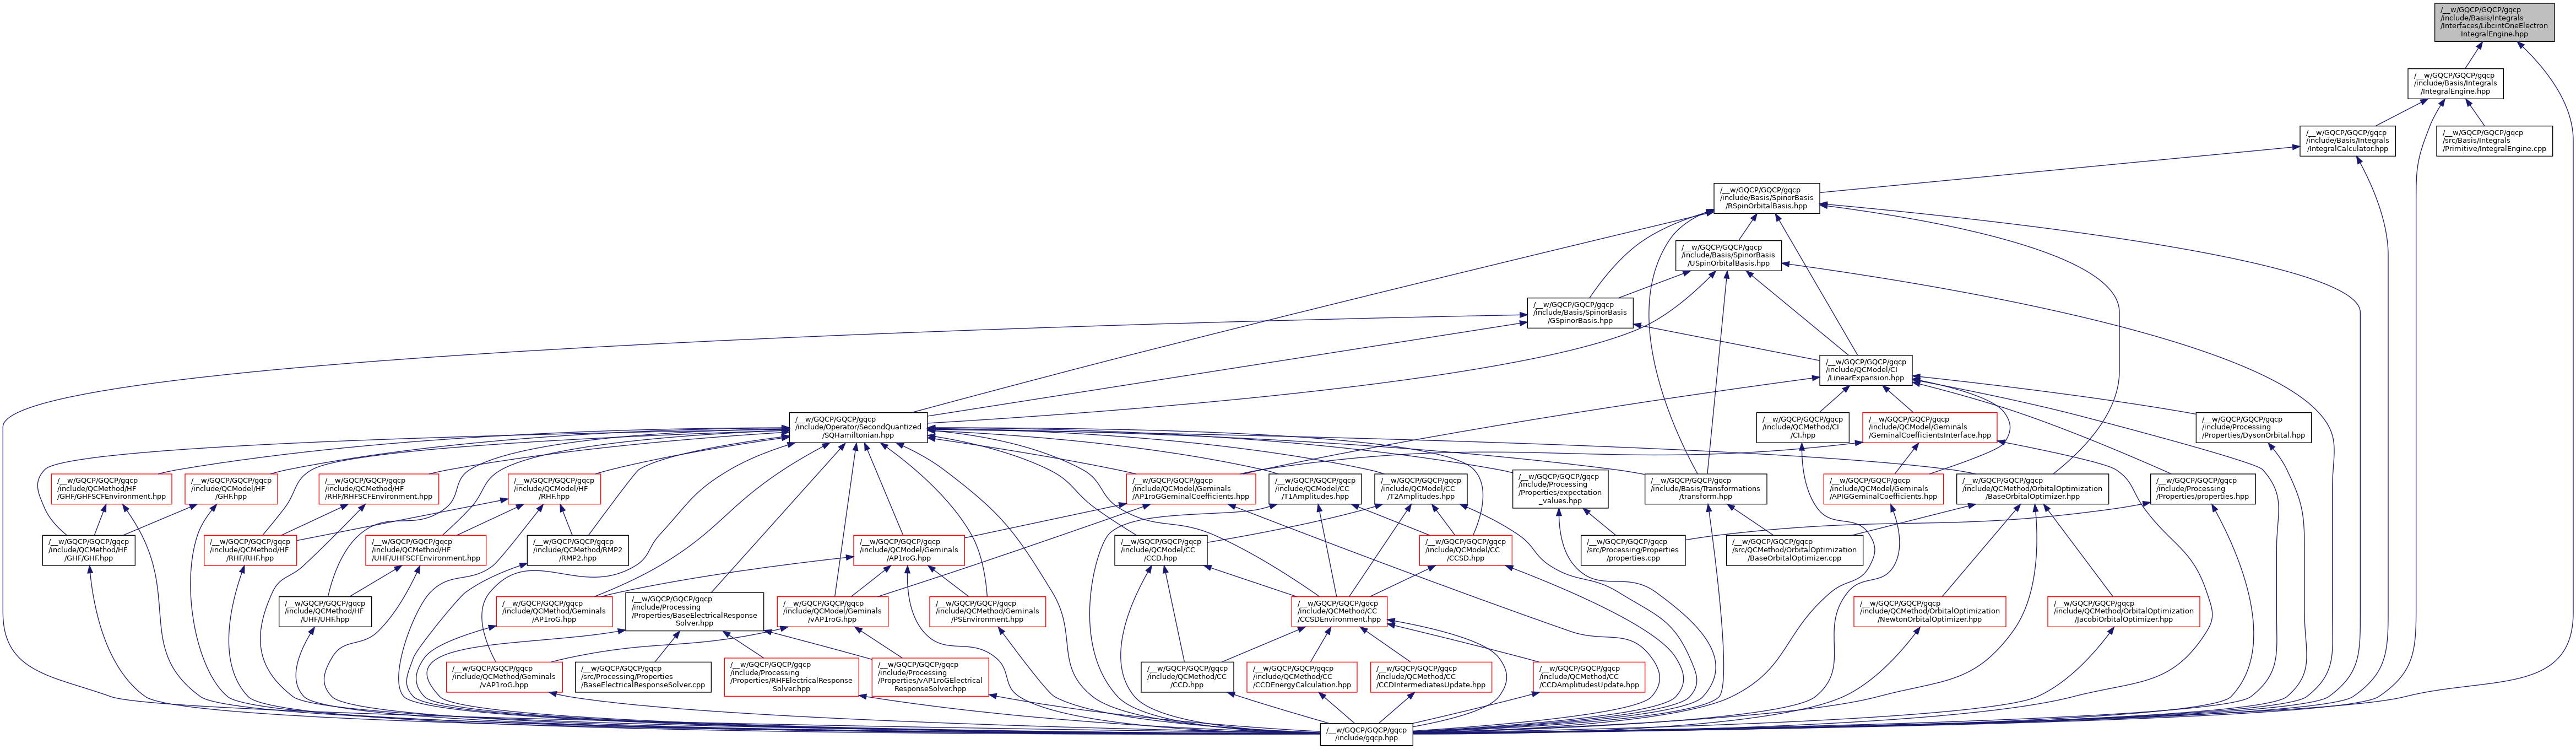 /__w/GQCP/GQCP/gqcp
/include/Basis/Integrals
/Interfaces/LibcintOneElectron
IntegralEngine.hpp
/__w/GQCP/GQCP/gqcp
/include/Basis/Integrals
/IntegralEngine.hpp
/__w/GQCP/GQCP/gqcp
/include/Basis/Integrals
/IntegralCalculator.hpp
/__w/GQCP/GQCP/gqcp
/src/Basis/Integrals
/Primitive/IntegralEngine.cpp
/__w/GQCP/GQCP/gqcp
/include/Basis/SpinorBasis
/RSpinOrbitalBasis.hpp
/__w/GQCP/GQCP/gqcp
/include/Basis/SpinorBasis
/USpinOrbitalBasis.hpp
/__w/GQCP/GQCP/gqcp
/include/Basis/SpinorBasis
/GSpinorBasis.hpp
/__w/GQCP/GQCP/gqcp
/include/QCModel/CI
/LinearExpansion.hpp
/__w/GQCP/GQCP/gqcp
/include/Operator/SecondQuantized
/SQHamiltonian.hpp
/__w/GQCP/GQCP/gqcp
/include/QCMethod/CI
/CI.hpp
/__w/GQCP/GQCP/gqcp
/include/QCModel/Geminals
/GeminalCoefficientsInterface.hpp
/__w/GQCP/GQCP/gqcp
/include/Processing
/Properties/DysonOrbital.hpp
/__w/GQCP/GQCP/gqcp
/include/QCMethod/HF
/GHF/GHFSCFEnvironment.hpp
/__w/GQCP/GQCP/gqcp
/include/QCModel/HF
/GHF.hpp
/__w/GQCP/GQCP/gqcp
/include/QCMethod/HF
/RHF/RHFSCFEnvironment.hpp
/__w/GQCP/GQCP/gqcp
/include/QCModel/HF
/RHF.hpp
/__w/GQCP/GQCP/gqcp
/include/QCModel/Geminals
/AP1roGGeminalCoefficients.hpp
/__w/GQCP/GQCP/gqcp
/include/QCModel/CC
/T1Amplitudes.hpp
/__w/GQCP/GQCP/gqcp
/include/QCModel/CC
/T2Amplitudes.hpp
/__w/GQCP/GQCP/gqcp
/include/Processing
/Properties/expectation
_values.hpp
/__w/GQCP/GQCP/gqcp
/include/Basis/Transformations
/transform.hpp
/__w/GQCP/GQCP/gqcp
/include/QCModel/Geminals
/APIGGeminalCoefficients.hpp
/__w/GQCP/GQCP/gqcp
/include/QCMethod/OrbitalOptimization
/BaseOrbitalOptimizer.hpp
/__w/GQCP/GQCP/gqcp
/include/Processing
/Properties/properties.hpp
/__w/GQCP/GQCP/gqcp
/include/QCMethod/HF
/GHF/GHF.hpp
/__w/GQCP/GQCP/gqcp
/include/QCMethod/HF
/RHF/RHF.hpp
/__w/GQCP/GQCP/gqcp
/include/QCMethod/HF
/UHF/UHFSCFEnvironment.hpp
/__w/GQCP/GQCP/gqcp
/include/QCMethod/RMP2
/RMP2.hpp
/__w/GQCP/GQCP/gqcp
/include/QCModel/Geminals
/AP1roG.hpp
/__w/GQCP/GQCP/gqcp
/include/QCModel/CC
/CCD.hpp
/__w/GQCP/GQCP/gqcp
/include/QCModel/CC
/CCSD.hpp
/__w/GQCP/GQCP/gqcp
/src/Processing/Properties
/properties.cpp
/__w/GQCP/GQCP/gqcp
/src/QCMethod/OrbitalOptimization
/BaseOrbitalOptimizer.cpp
/__w/GQCP/GQCP/gqcp
/include/QCMethod/HF
/UHF/UHF.hpp
/__w/GQCP/GQCP/gqcp
/include/QCMethod/Geminals
/AP1roG.hpp
/__w/GQCP/GQCP/gqcp
/include/Processing
/Properties/BaseElectricalResponse
Solver.hpp
/__w/GQCP/GQCP/gqcp
/include/QCModel/Geminals
/vAP1roG.hpp
/__w/GQCP/GQCP/gqcp
/include/QCMethod/Geminals
/PSEnvironment.hpp
/__w/GQCP/GQCP/gqcp
/include/QCMethod/CC
/CCSDEnvironment.hpp
/__w/GQCP/GQCP/gqcp
/include/QCMethod/OrbitalOptimization
/NewtonOrbitalOptimizer.hpp
/__w/GQCP/GQCP/gqcp
/include/QCMethod/OrbitalOptimization
/JacobiOrbitalOptimizer.hpp
/__w/GQCP/GQCP/gqcp
/include/QCMethod/Geminals
/vAP1roG.hpp
/__w/GQCP/GQCP/gqcp
/src/Processing/Properties
/BaseElectricalResponseSolver.cpp
/__w/GQCP/GQCP/gqcp
/include/Processing
/Properties/RHFElectricalResponse
Solver.hpp
/__w/GQCP/GQCP/gqcp
/include/Processing
/Properties/vAP1roGElectrical
ResponseSolver.hpp
/__w/GQCP/GQCP/gqcp
/include/QCMethod/CC
/CCD.hpp
/__w/GQCP/GQCP/gqcp
/include/QCMethod/CC
/CCDEnergyCalculation.hpp
/__w/GQCP/GQCP/gqcp
/include/QCMethod/CC
/CCDIntermediatesUpdate.hpp
/__w/GQCP/GQCP/gqcp
/include/QCMethod/CC
/CCDAmplitudesUpdate.hpp
/__w/GQCP/GQCP/gqcp
/include/gqcp.hpp